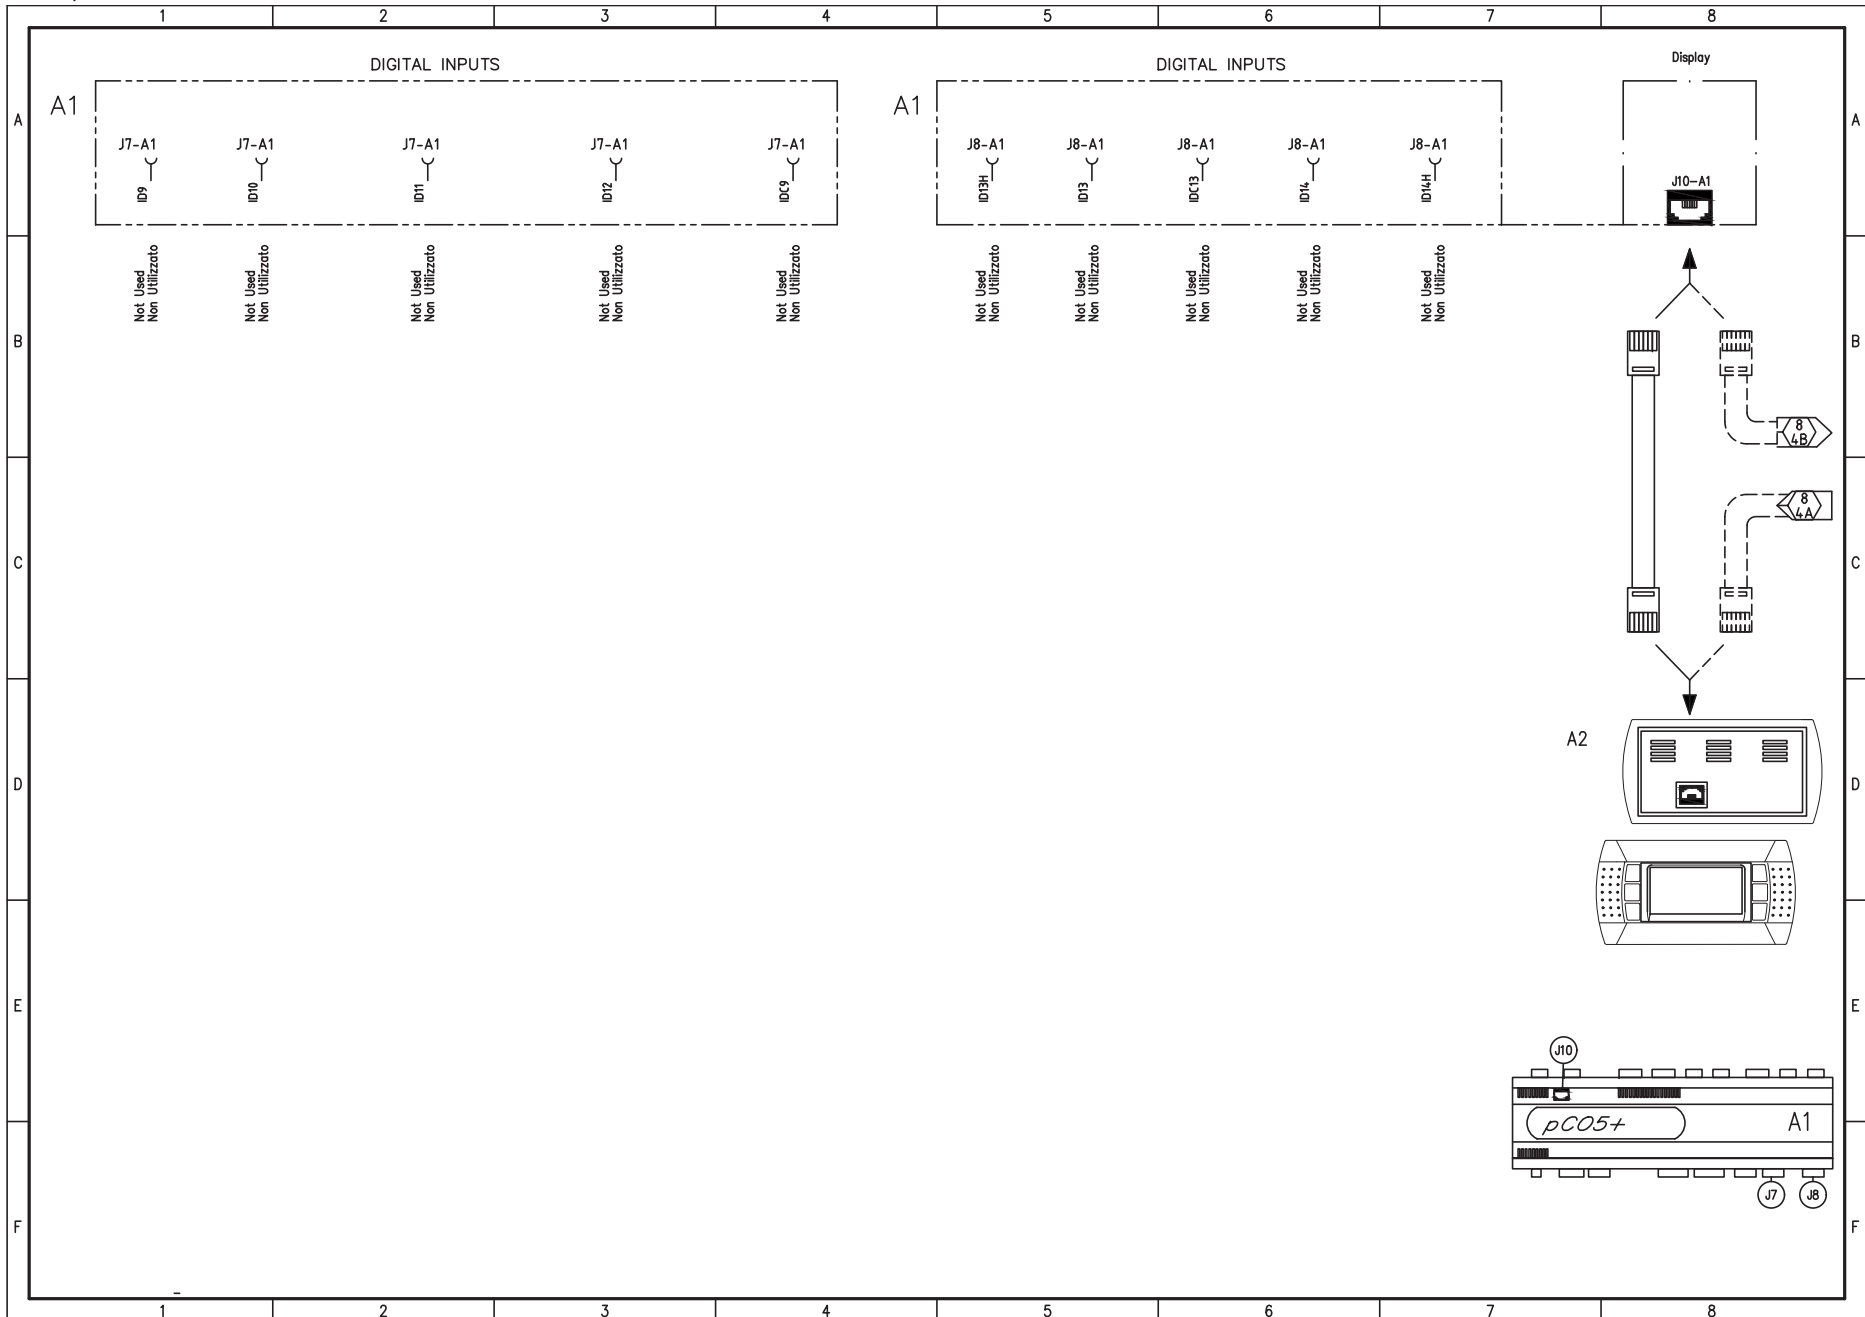 1 2 3 4 5 6 7 8
DIGITAL INPUTS DIGITAL INPUTS Display
A1 A1
A A
J7-A1 J7-A1 J7-A1 J7-A1 J7-A1 J8-A1 J8-A1 J8-A1 J8-A1 J8-A1
ID9 ID10 ID11 ID12 IDC9 ID13H ID13 IDC13 ID14 ID14H
J10-A1
Not Used
Non Utilizzato
Not Used
Non Utilizzato
Not Used
Non Utilizzato
Not Used
Non Utilizzato
Not Used
Non Utilizzato
Not Used
Non Utilizzato
Not Used
Non Utilizzato
Not Used
Non Utilizzato
Not Used
Non Utilizzato
Not Used
Non Utilizzato
B B
8
4B
8
4A
C C
A2
D D
E E
J10
pCO5+ A1
J7 J8
F F
1 2 3 4 5 6 7 8